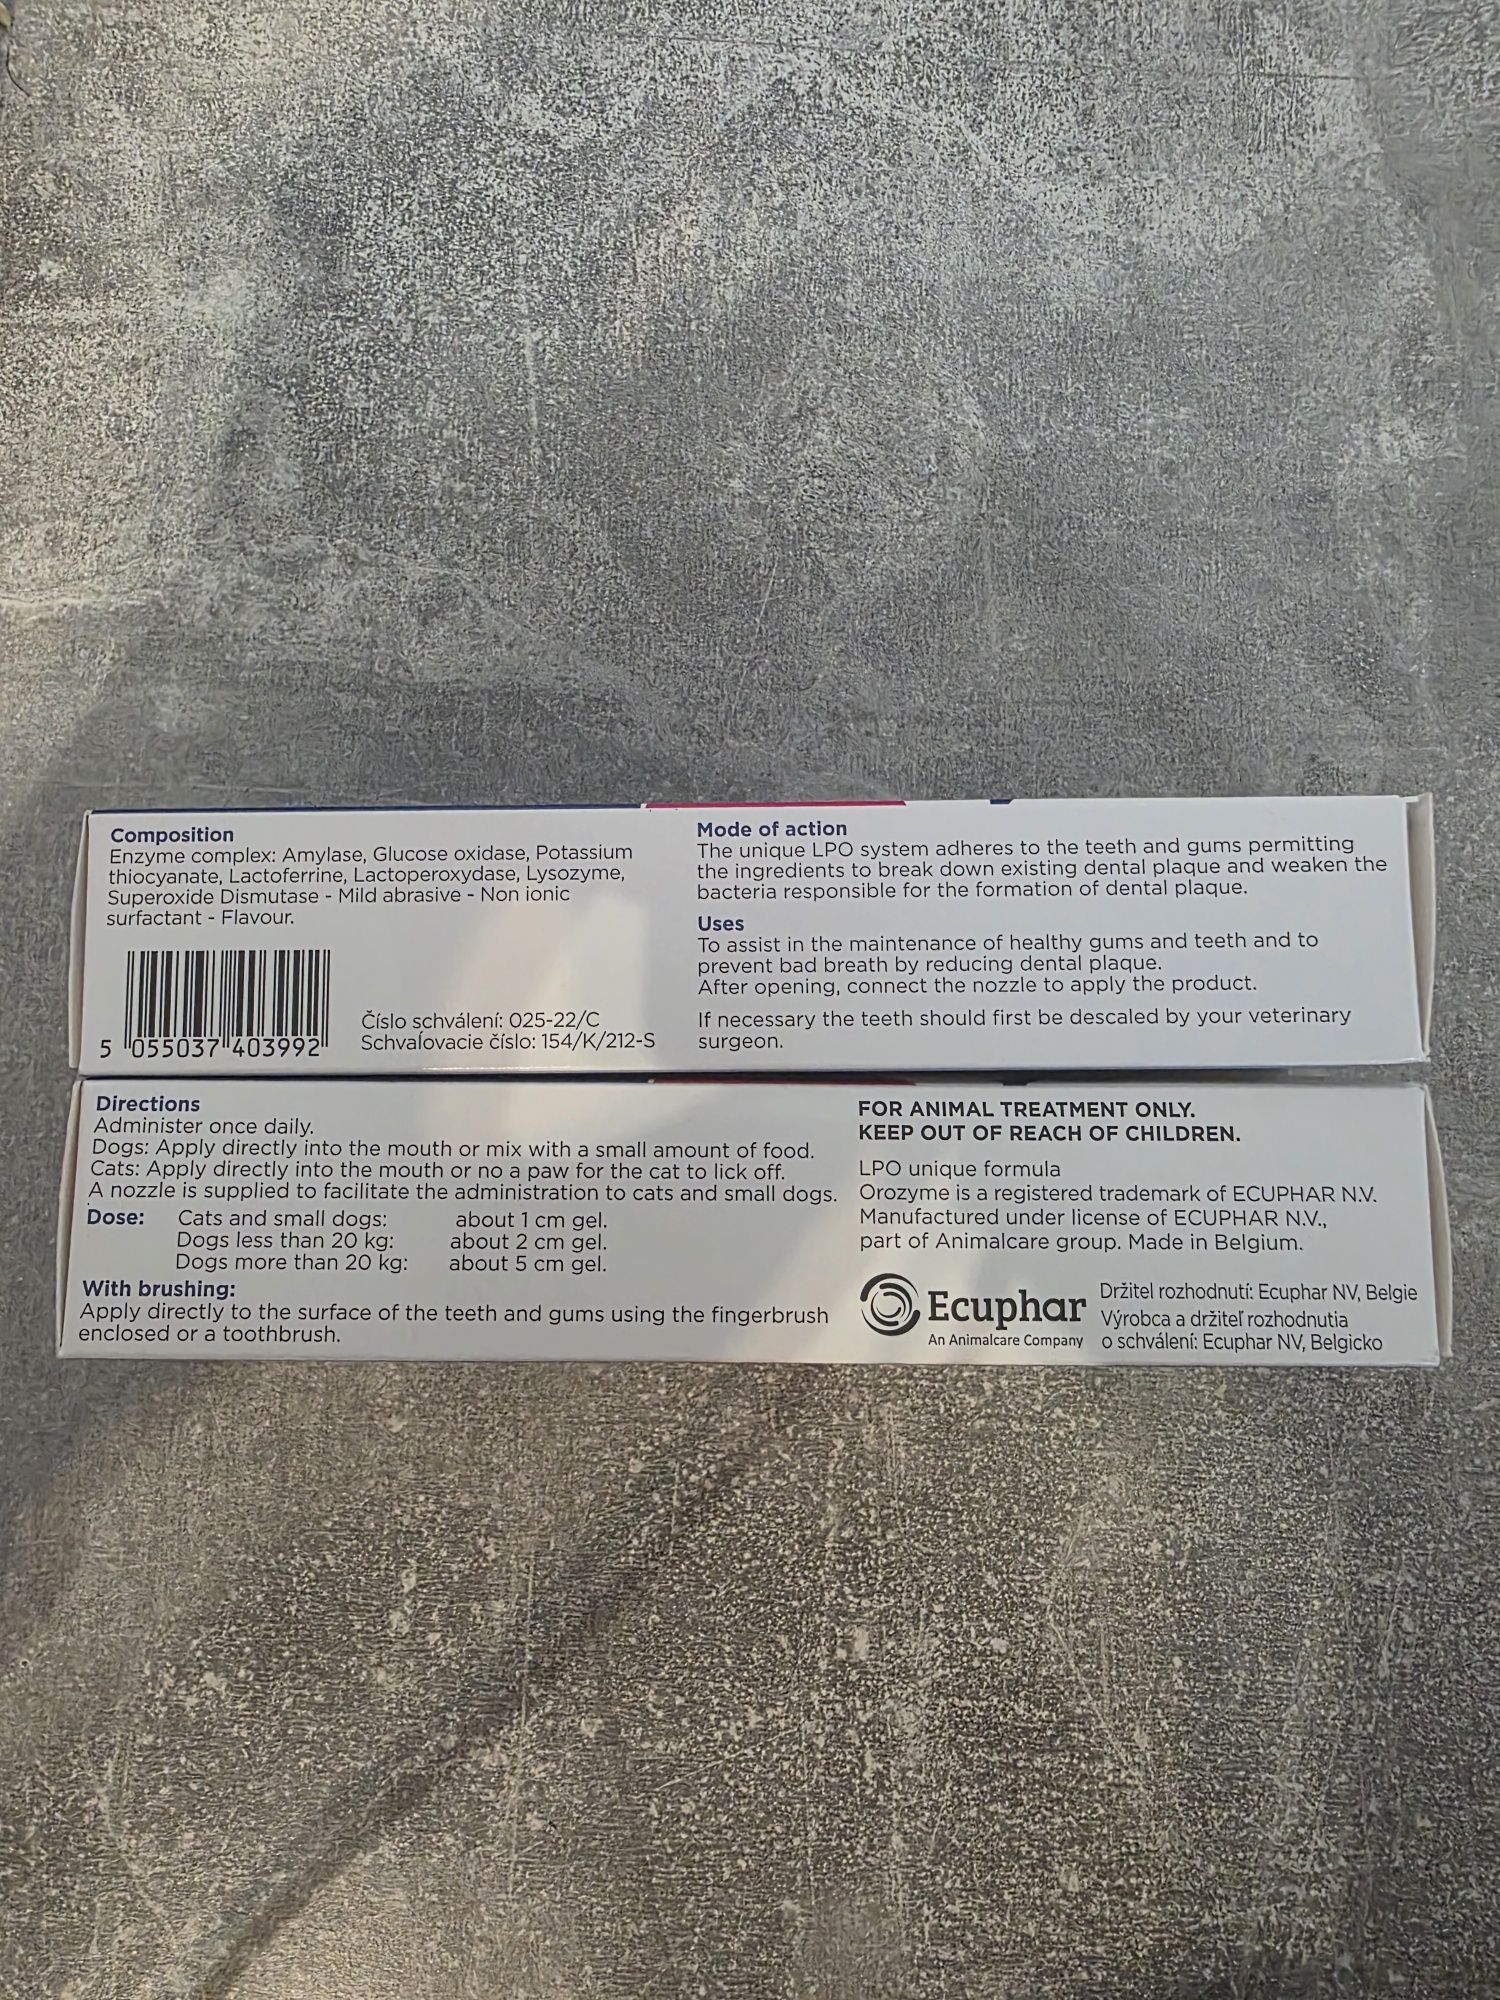 Composition
Enzyme complex: Amylase, Glucose oxidase, Potassium
thiocyanate, Lactoferrine, Lactoperoxydase, Lysozyme,
Superoxide Dismutase - Mild abrasive - Non ionic
surfactant - Flavour.
5 055037 403992
Číslo schválení: 025-22/C
Schvaľovacie číslo: 154/K/212-S
Mode of action
The unique LPO system adheres to the teeth and gums permitting
the ingredients to break down existing dental plaque and weaken the
bacteria responsible for the formation of dental plaque.
Uses
To assist in the maintenance of healthy gums and teeth and to
prevent bad breath by reducing dental plaque.
After opening, connect the nozzle to apply the product.
If necessary the teeth should first be descaled by your veterinary
surgeon.
Directions
Administer once daily.
Dogs: Apply directly into the mouth or mix with a small amount of food.
Cats: Apply directly into the mouth or no a paw for the cat to lick off.
A nozzle is supplied to facilitate the administration to cats and small dogs.
Dose: Cats and small dogs: about 1 cm gel.
Dogs less than 20 kg: about 2 cm gel.
Dogs more than 20 kg: about 5 cm gel.
With brushing:
Apply directly to the surface of the teeth and gums using the fingerbrush
enclosed or a toothbrush.
FOR ANIMAL TREATMENT ONLY.
KEEP OUT OF REACH OF CHILDREN.
LPO unique formula
Orozyme is a registered trademark of ECUPHAR N.V.
Manufactured under license of ECUPHAR N.V.,
part of Animalcare group. Made in Belgium.
Ecuphar
An Animalcare Company
Držitel rozhodnutí: Ecuphar NV, Belgie
Výrobca a držiteľ rozhodnutia
o schválení: Ecuphar NV, Belgicko